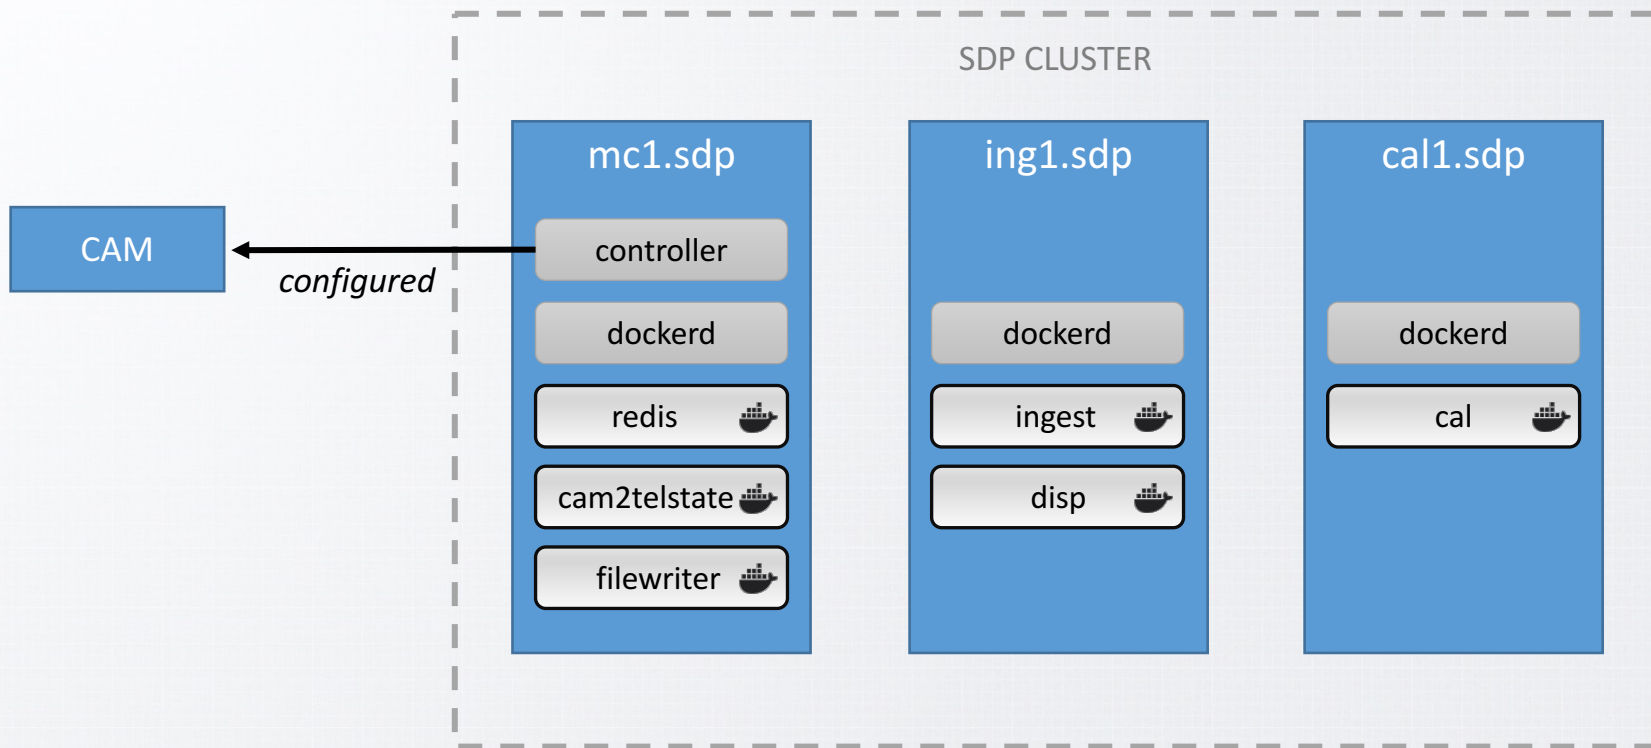 SDP CLUSTER
mc1.sdp
ing1.sdp
cal1.sdp
CAM
configured
controller
dockerd
dockerd
dockerd
redis
ingest
cal
cam2telstate
disp
filewriter